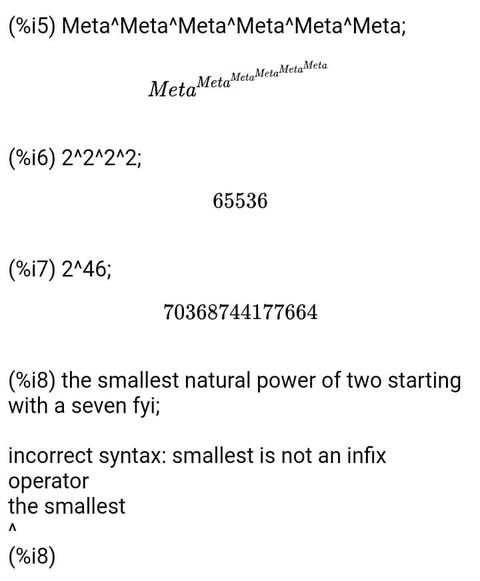 (%i5) Meta^Meta^Meta^Meta^Meta^Meta;
Meta^Meta^Meta^Meta^Meta^Meta
(%i6) 2^2^2^2;
65536
(%i7) 2^46;
70368744177664
(%i8) the smallest natural power of two starting
with a seven fyi;
incorrect syntax: smallest is not an infix
operator
the smallest
^
(%i8)